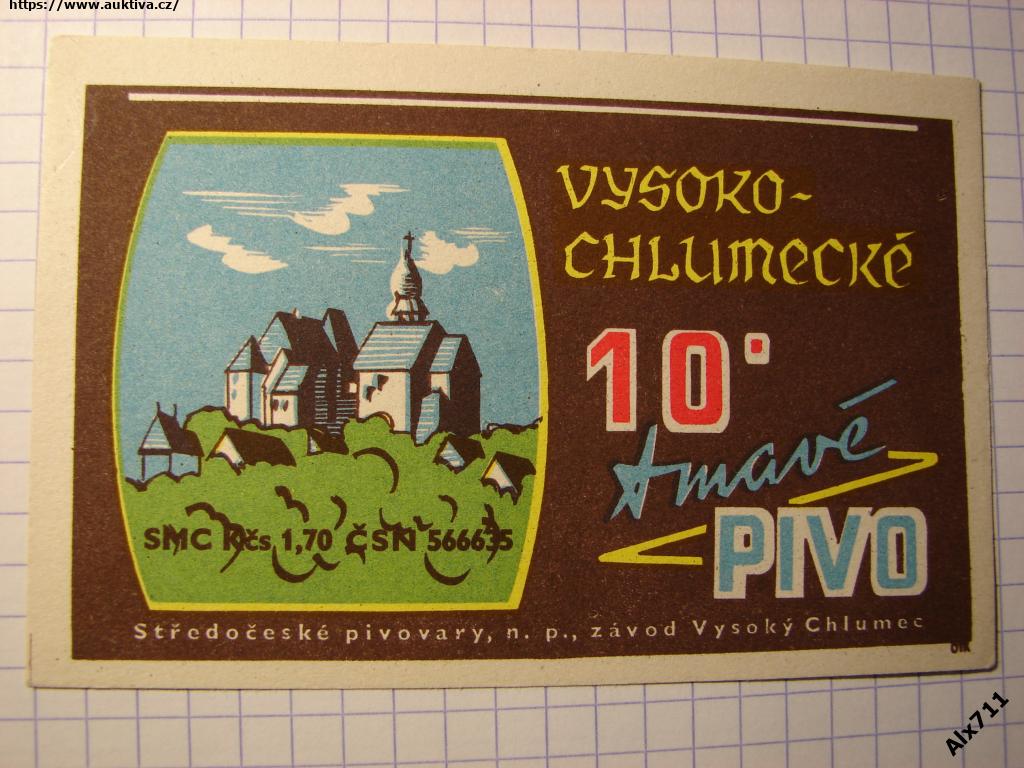 https://www.auktiva.cz/
VYSOKO-
CHLUMECKÉ
10°
tmavé
PIVO
SMC Kčs 1,70 ČSN 566635
Středočeské pivovary, n. p., závod Vysoký Chlumec
Alx711